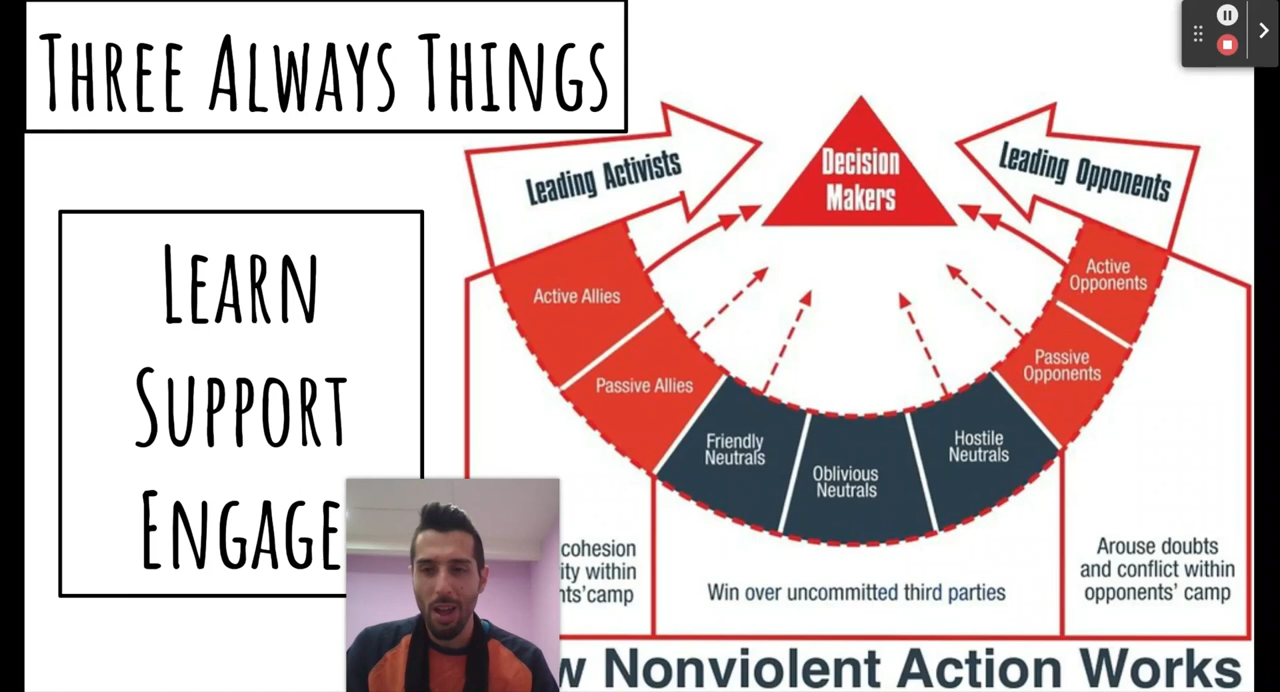 THREE ALWAYS THINGS
LEARN
SUPPORT
ENGAGE
Leading Activists
Decision
Makers
Leading Opponents
Active Allies
Passive Allies
Friendly
Neutrals
Oblivious
Neutrals
Hostile
Neutrals
Passive
Opponents
Active
Opponents
cohesion
within
camp
Win over uncommitted third parties
Arouse doubts
and conflict within
opponents' camp
Nonviolent Action Works